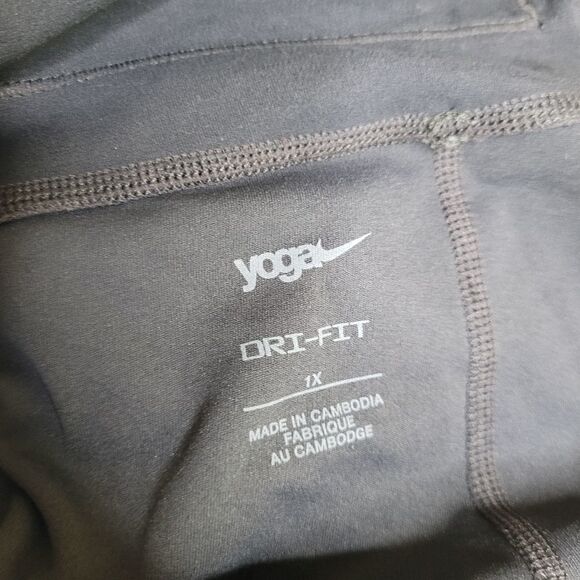 yoga
DRI-FIT
1X
MADE IN CAMBODIA
FABRIQUE
AU CAMBODGE